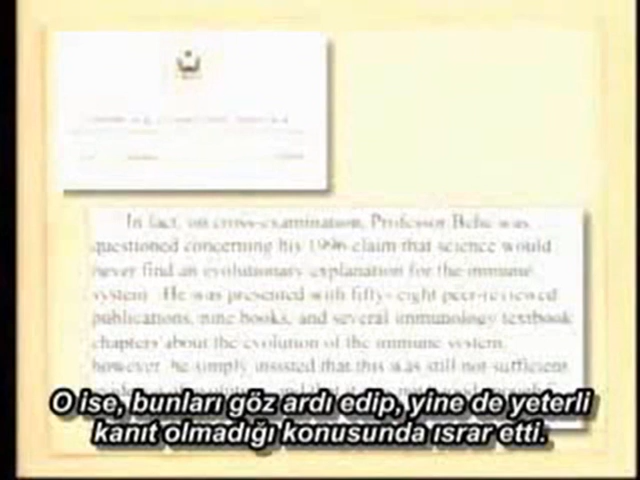 In fact, on cross-examination, Professor Behe was
questioned concerning his 1996 claim that science would
never find an evolutionary explanation for the immune
system. He was presented with fifty-eight peer-reviewed
publications, nine books, and several immunology textbook
chapters about the evolution of the immune system,
however, he simply insisted that this was still not sufficient
O ise, bunları göz ardı edip, yine de yeterli
kanıt olmadığı konusunda ısrar etti.